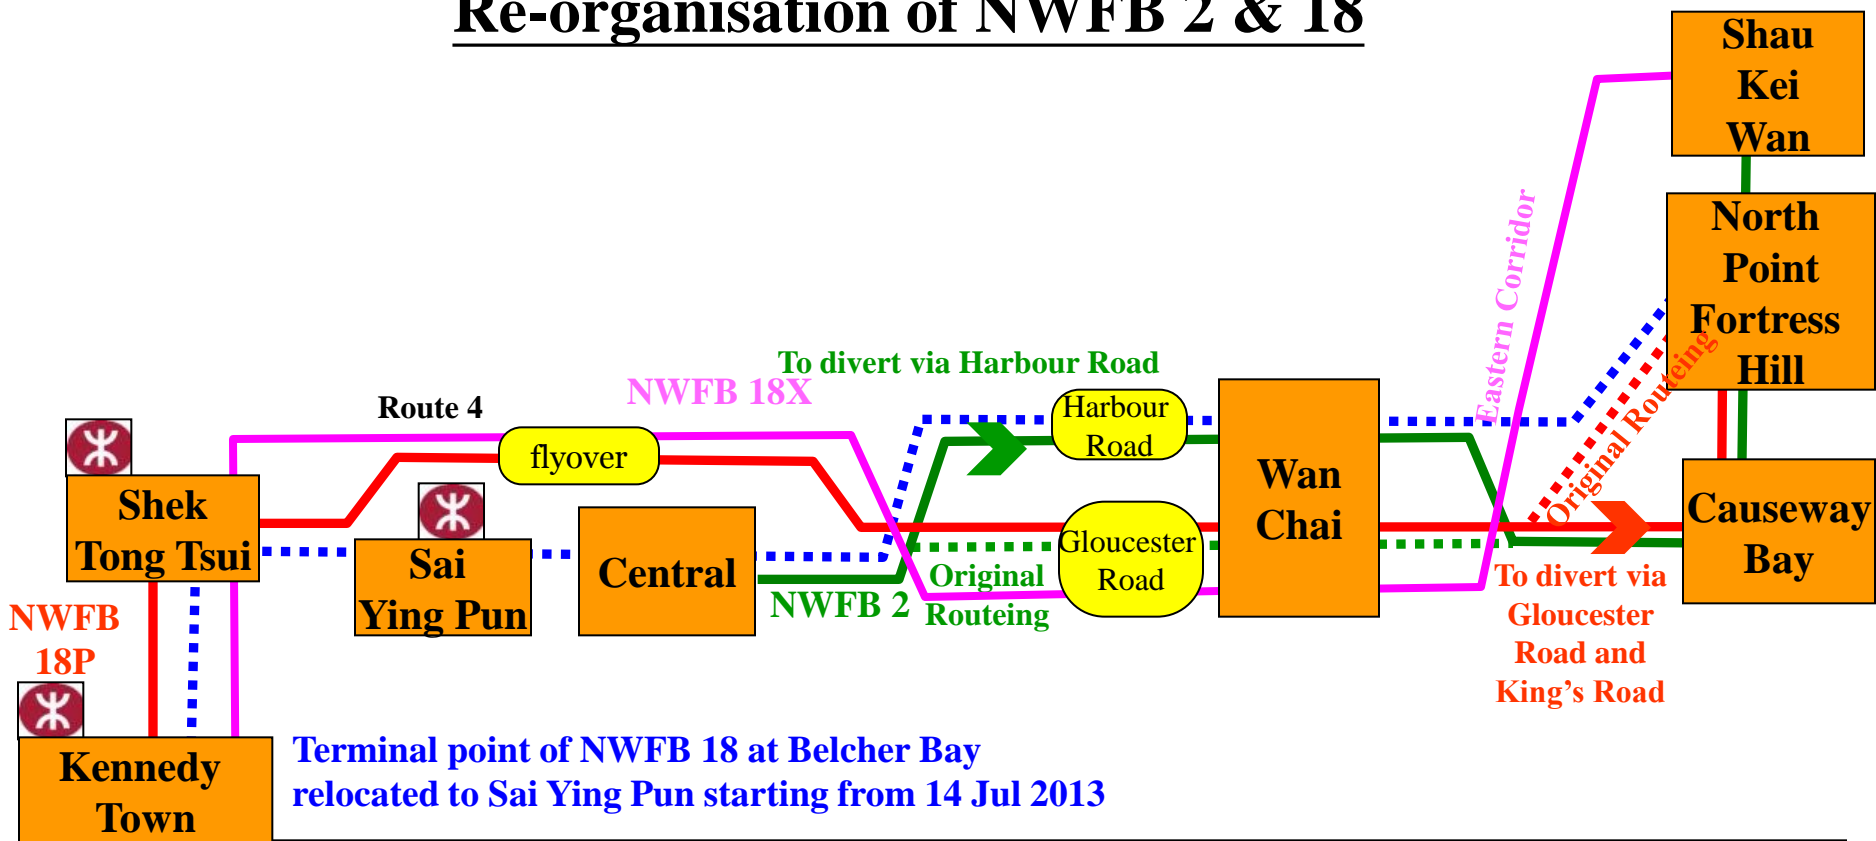 Re-organisation of NWFB 2 & 18
Shau
Kei
Wan
North
Point
Fortress
Hill
Eastern Corridor
To divert via Harbour Road
NWFB 18X
Route 4
Harbour
Road
flyover
Original Routeing
Wan
Chai
Shek
Tong Tsui
Sai
Ying Pun
Central
Gloucester
Road
Causeway
Bay
Original
Routeing
NWFB 2
To divert via
Gloucester
Road and
King's Road
NWFB
18P
Kennedy
Town
Terminal point of NWFB 18 at Belcher Bay
relocated to Sai Ying Pun starting from 14 Jul 2013